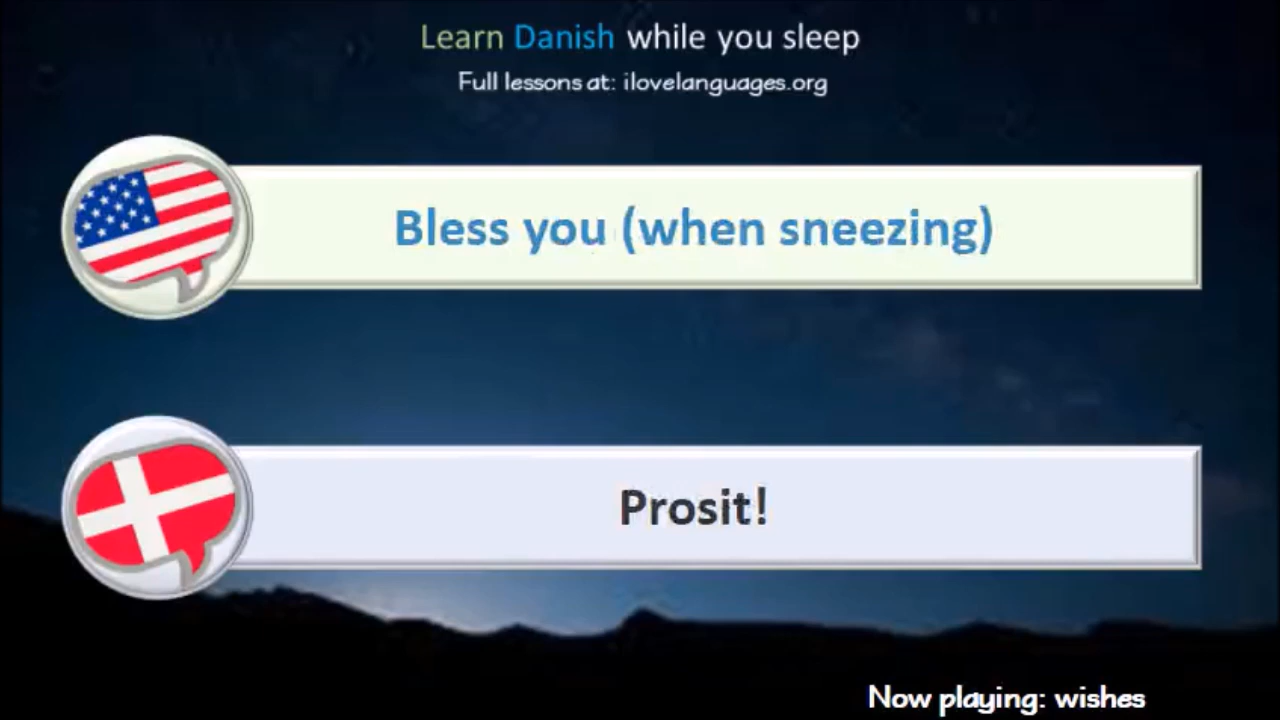 Learn Danish while you sleep
Full lessons at: ilovelanguages.org
Bless you (when sneezing)
Prosit!
Now playing: wishes